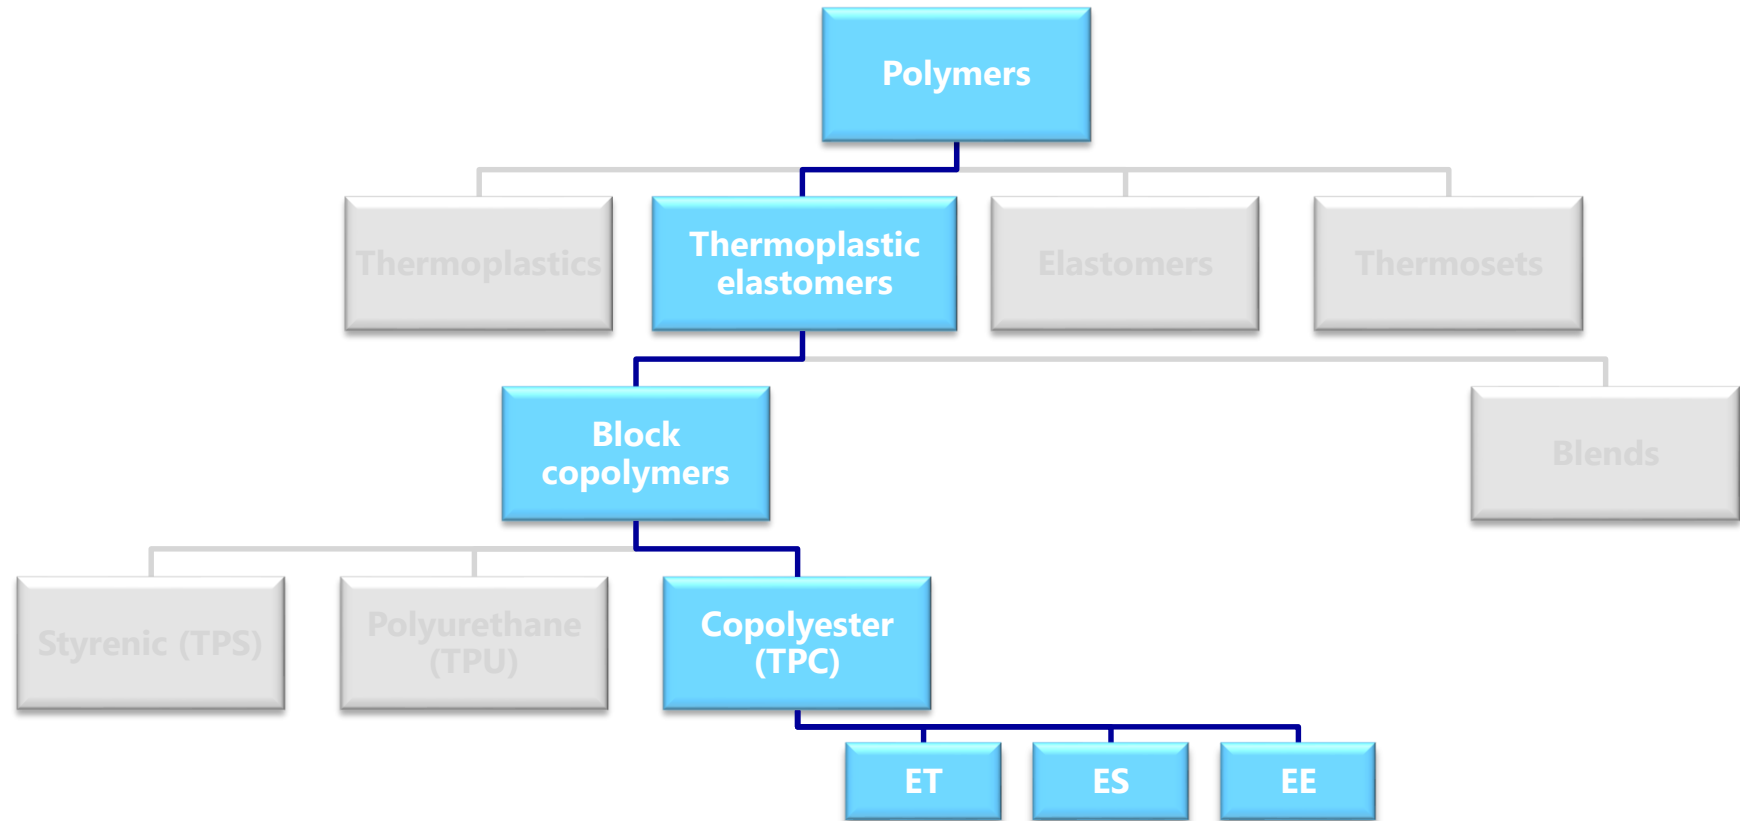 Polymers
Thermoplastics
Thermoplastic
elastomers
Elastomers
Thermosets
Block
copolymers
Blends
Styrenic (TPS)
Polyurethane
(TPU)
Copolyester
(TPC)
ET
ES
EE